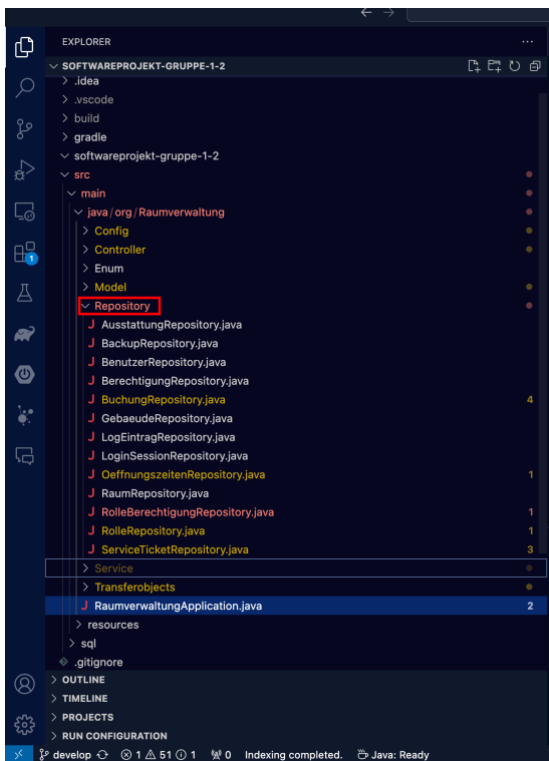 EXPLORER
SOFTWAREPROJEKT-GRUPPE-1-2
.idea
.vscode
build
gradle
softwareprojekt-gruppe-1-2
src
main
java/org/Raumverwaltung
Config
Controller
Enum
Model
Repository
J AusstattungRepository.java
J BackupRepository.java
J BenutzerRepository.java
J BerechtigungRepository.java
J BuchungRepository.java 4
J GebaeudeRepository.java
J LogEintragRepository.java
J LoginSessionRepository.java
J OeffnungszeitenRepository.java 1
J RaumRepository.java
J RolleBerechtigungRepository.java 1
J RolleRepository.java 1
J ServiceTicketRepository.java 3
Service
Transferobjects
J RaumverwaltungApplication.java 2
resources
sql
.gitignore
OUTLINE
TIMELINE
PROJECTS
RUN CONFIGURATION
1
develop 1 51 1 0 Indexing completed. Java: Ready